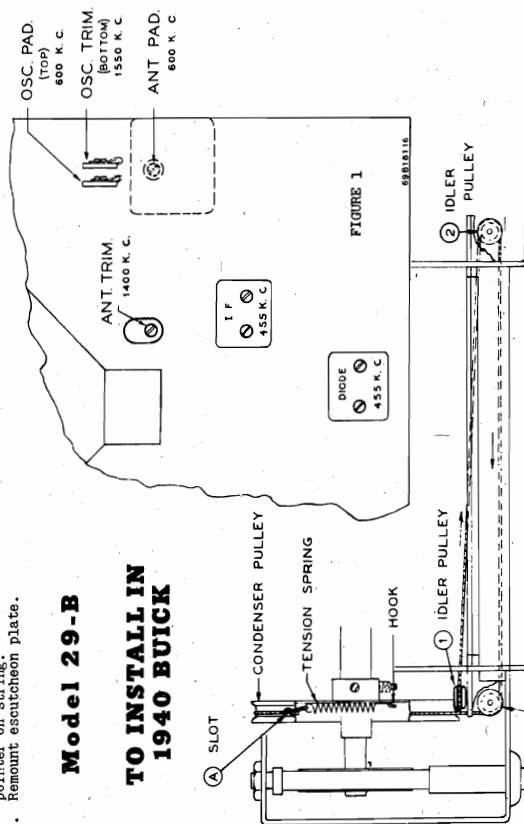 pointer on string.
. Remount escutcheon plate.
Model 29-B
TO INSTALL IN
1940 BUICK
OSC. PAD.
(TOP)
600 K. C.
OSC. TRIM.
(BOTTOM)
1550 K. C.
ANT PAD.
600 K. C.
ANT. TRIM.
1400 K. C.
I F
455 K. C.
DIODE
455 K. C.
FIGURE 1
69B18116
A SLOT
CONDENSER PULLEY
TENSION SPRING
HOOK
1 IDLER PULLEY
2 IDLER
PULLEY